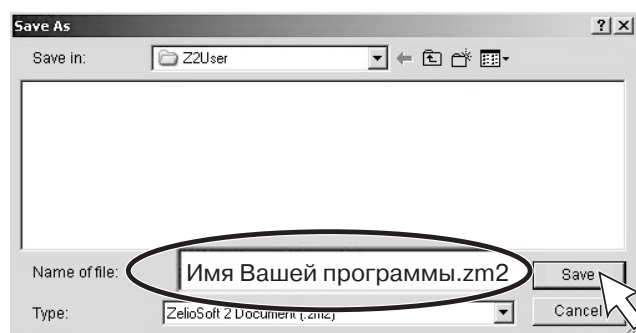 Save As
Save in: Z2User
Name of file: Имя Вашей программы.zm2 Save
Type: ZelioSoft 2 Document (.zm2) Cancel